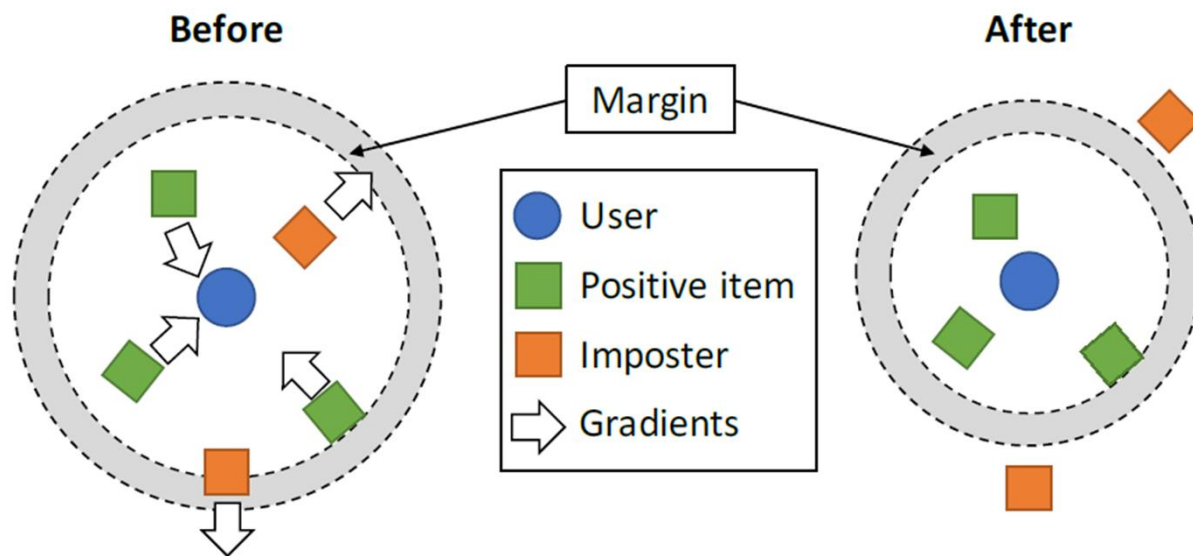 Before
After
Margin
User
Positive item
Imposter
Gradients